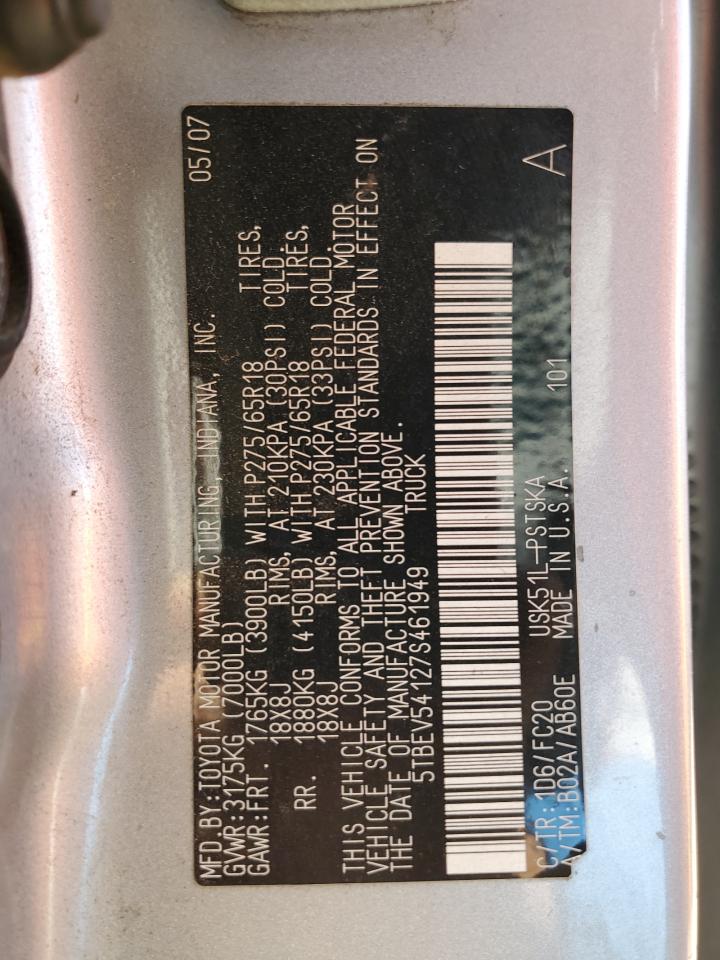 MFD. BY: TOYOTA MOTOR MANUFACTURING, INDIANA, INC. 05/07
GVWR: 3175KG (7000LB)
GAWR: FRT. 1765KG (3900LB) WITH P275/65R18 TIRES,
18X8J RIMS, AT 210KPA (30PSI) COLD.
RR. 1880KG (4150LB) WITH P275/65R18 TIRES,
18X8J RIMS, AT 230KPA (33PSI) COLD.
THIS VEHICLE CONFORMS TO ALL APPLICABLE FEDERAL MOTOR
VEHICLE SAFETY AND THEFT PREVENTION STANDARDS IN EFFECT ON
THE DATE OF MANUFACTURE SHOWN ABOVE.
5TBEV54127S461949 TRUCK
C/TR: 1D6/FC20 USK51L-PSTSKA 101 A
A/TM: B02A/AB60E MADE IN U.S.A.